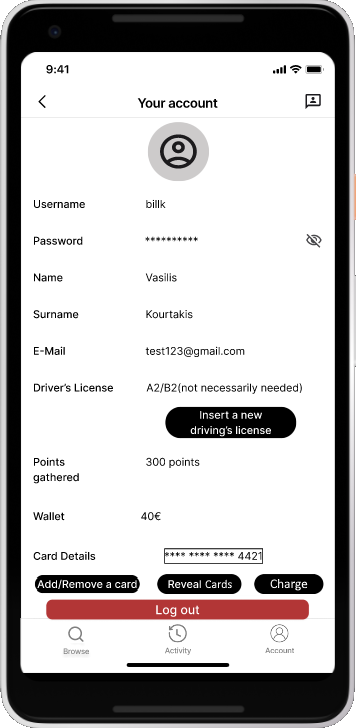 9:41
Your account
Username billk
Password **********
Name Vasilis
Surname Kourtakis
E-Mail test123@gmail.com
Driver's License A2/B2(not necessarily needed)
Insert a new
driving's license
Points
gathered 300 points
Wallet 40€
Card Details **** **** **** 4421
Add/Remove a card Reveal Cards Charge
Log out
Browse Activity Account